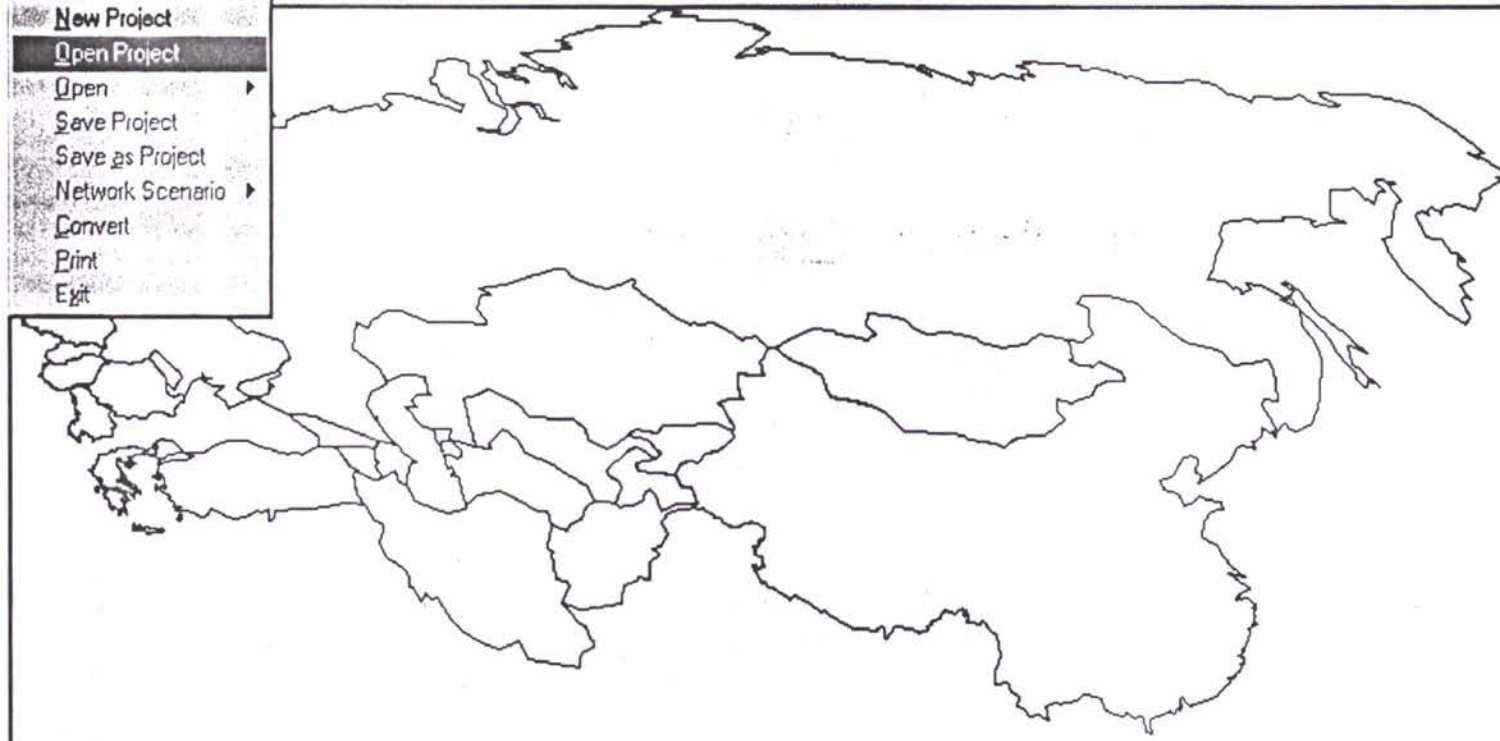 New Project
Open Project
Open
Save Project
Save as Project
Network Scenario
Convert
Print
Exit